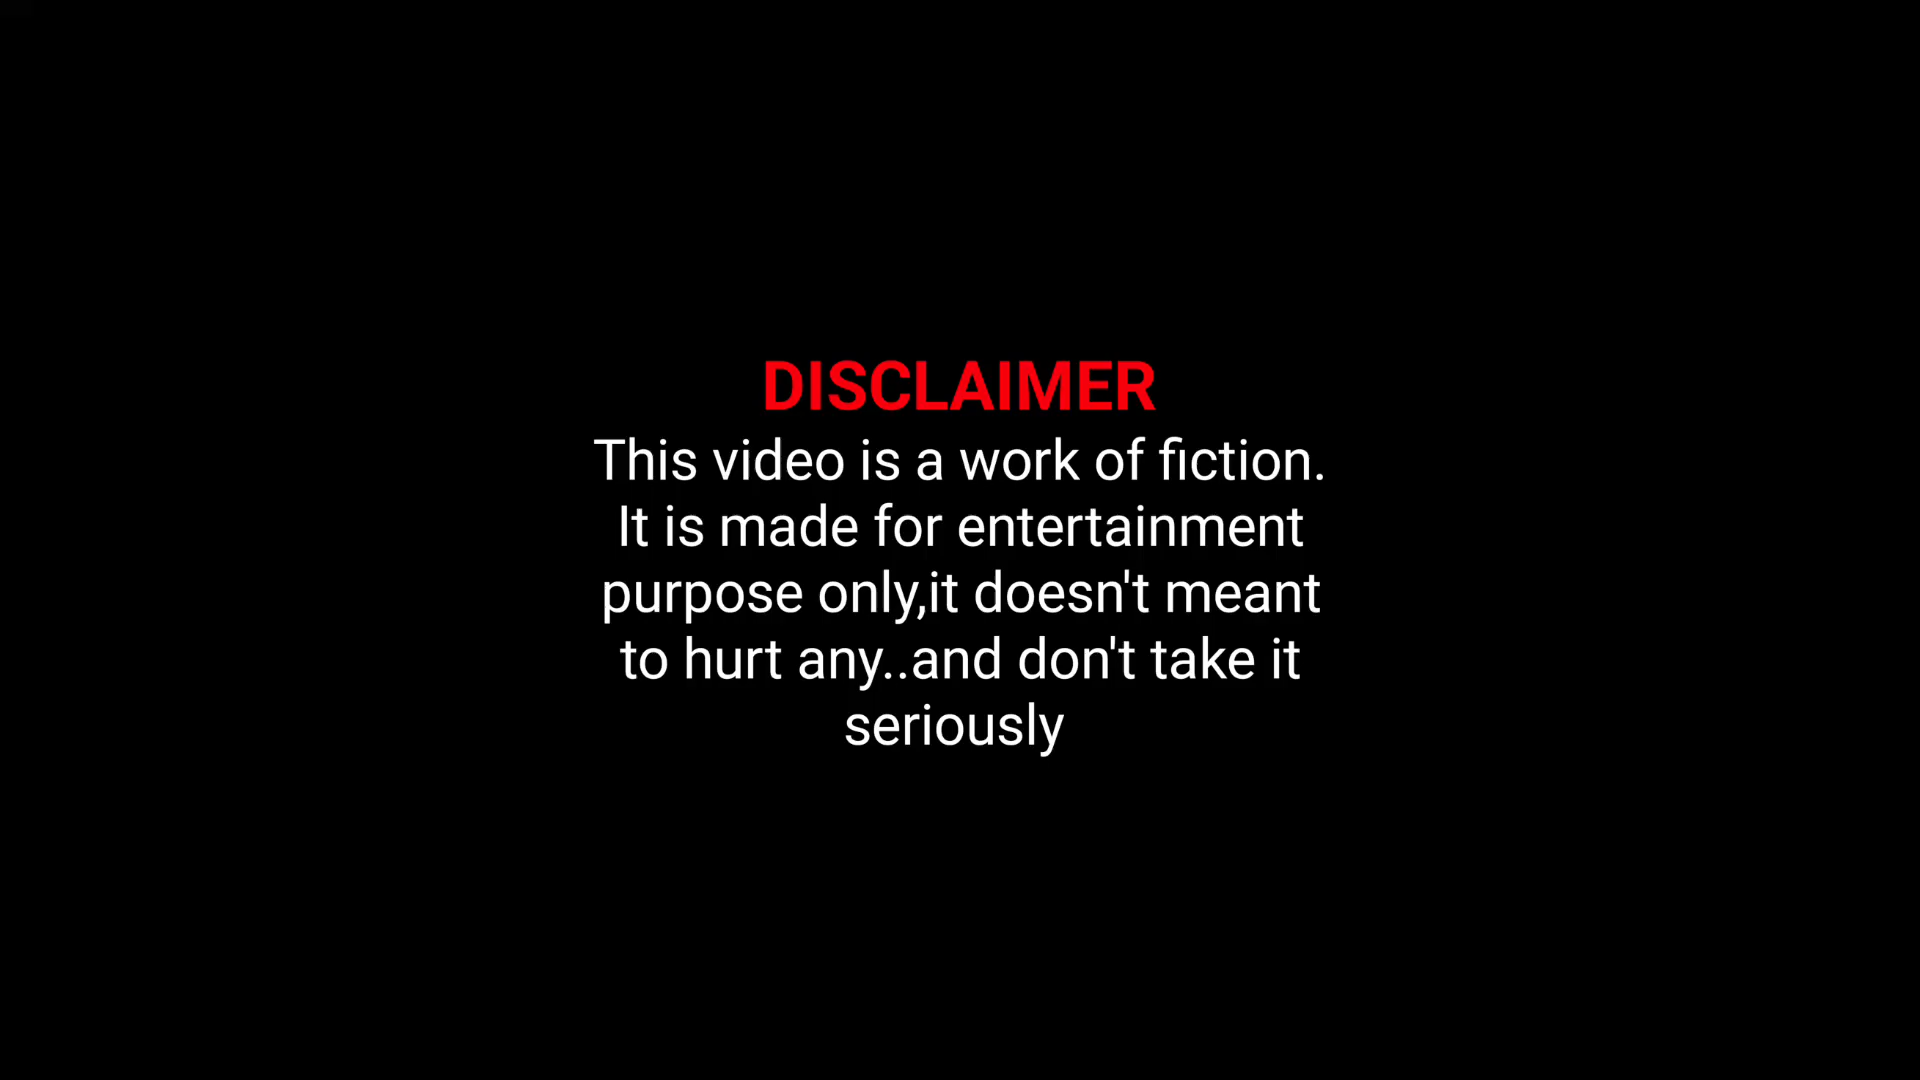 DISCLAIMER
This video is a work of fiction.
It is made for entertainment
purpose only,it doesn't meant
to hurt any..and don't take it
seriously